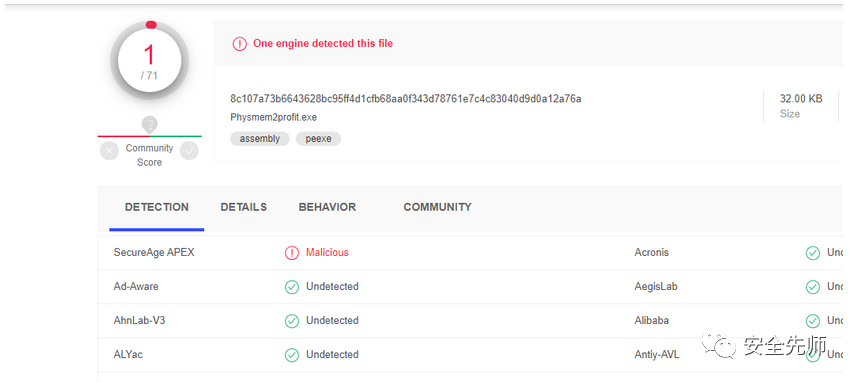 1
/ 71
One engine detected this file
8c107a73b6643628bc95ff4d1cfb68aa0f343d78761e7c4c83040d9d0a12a76a
Physmem2profit.exe
assembly peexe
32.00 KB
Size
?
Community
Score
DETECTION DETAILS BEHAVIOR COMMUNITY
SecureAge APEX Malicious Acronis Und
Ad-Aware Undetected AegisLab Und
AhnLab-V3 Undetected Alibaba
ALYac Undetected Antiy-AVL Und
安全先师